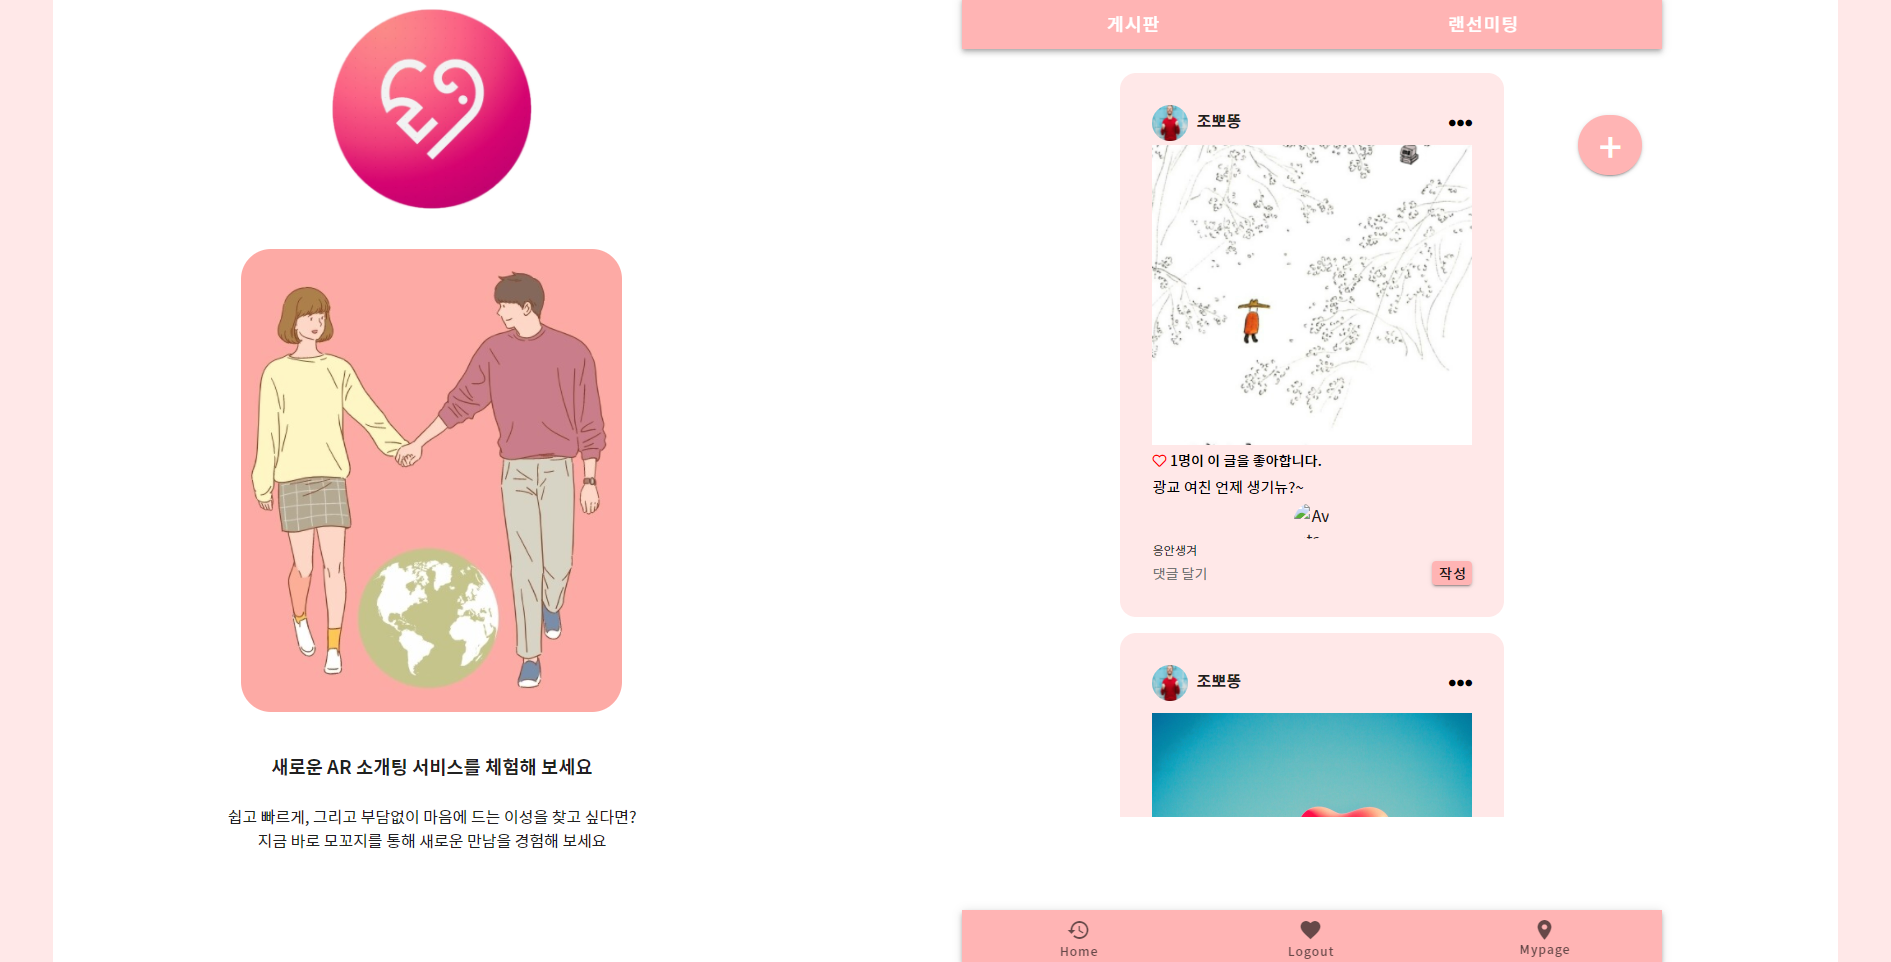 새로운 AR 소개팅 서비스를 체험해 보세요
쉽고 빠르게, 그리고 부담없이 마음에 드는 이성을 찾고 싶다면?
지금 바로 모꼬지를 통해 새로운 만남을 경험해 보세요
게시판
랜선미팅
조뽀똥
1명이 이 글을 좋아합니다.
광교 여친 언제 생기뉴?~
Av
응안생겨
댓글 달기
작성
조뽀똥
Home
Logout
Mypage